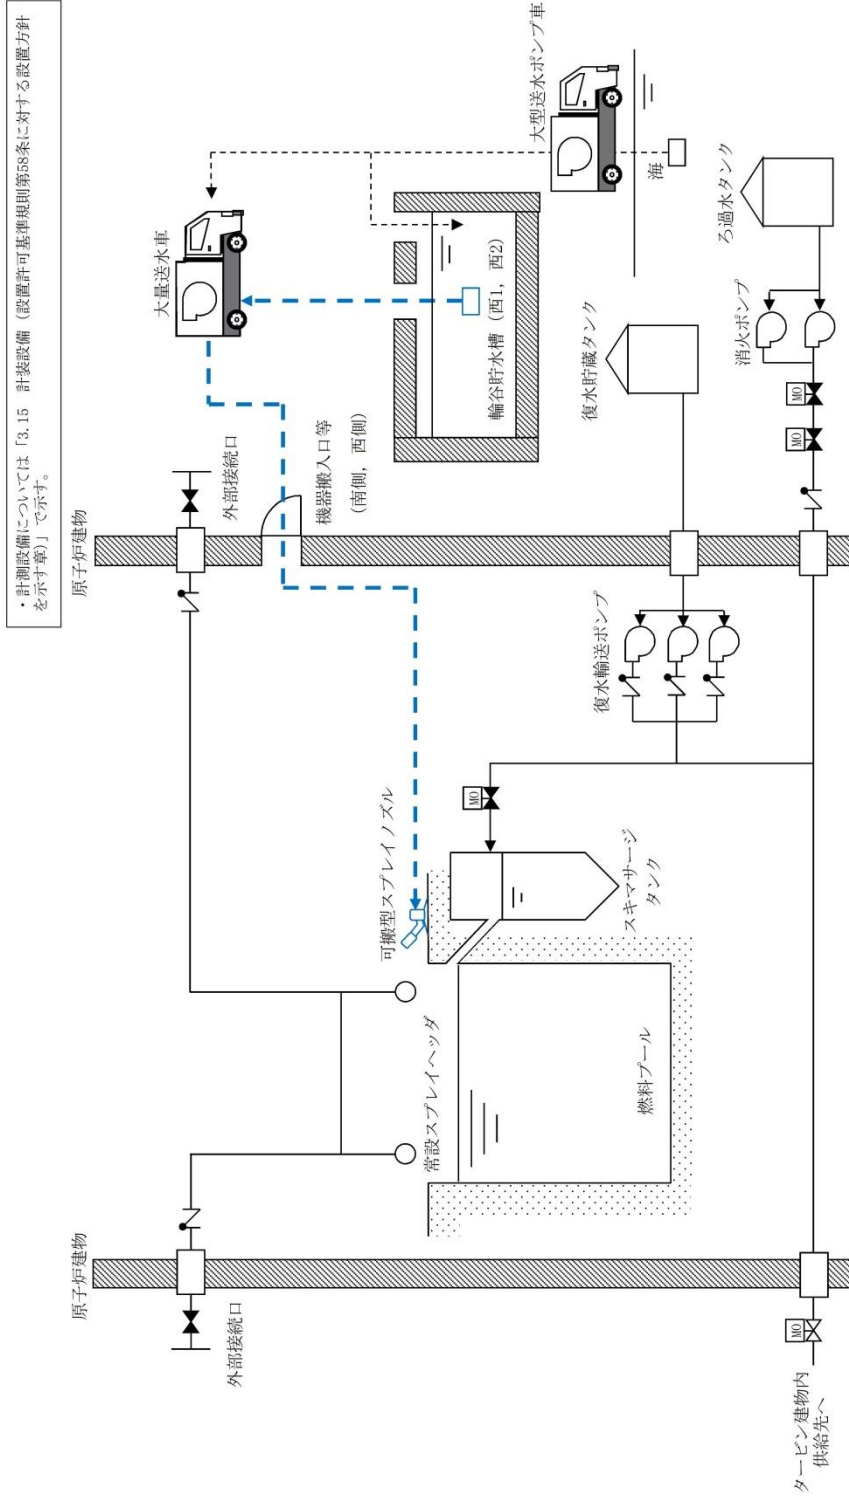 ・計測設備については「3.15　計装設備（設置許可基準規則第58条に対する設置方針
を示す章）」で示す。
原子炉建物
原子炉建物
外部接続口
外部接続口
大量送水車
大型送水ポンプ車
機器搬入口等
（南側，西側）
輪谷貯水槽（西1，西2）
海
可搬型スプレイノズル
常設スプレイヘッダ
燃料プール
スキマサージ
タンク
MO
復水輸送ポンプ
復水貯蔵タンク
消火ポンプ
ろ過水タンク
MO
MO
MO
タービン建物内
供給先へ